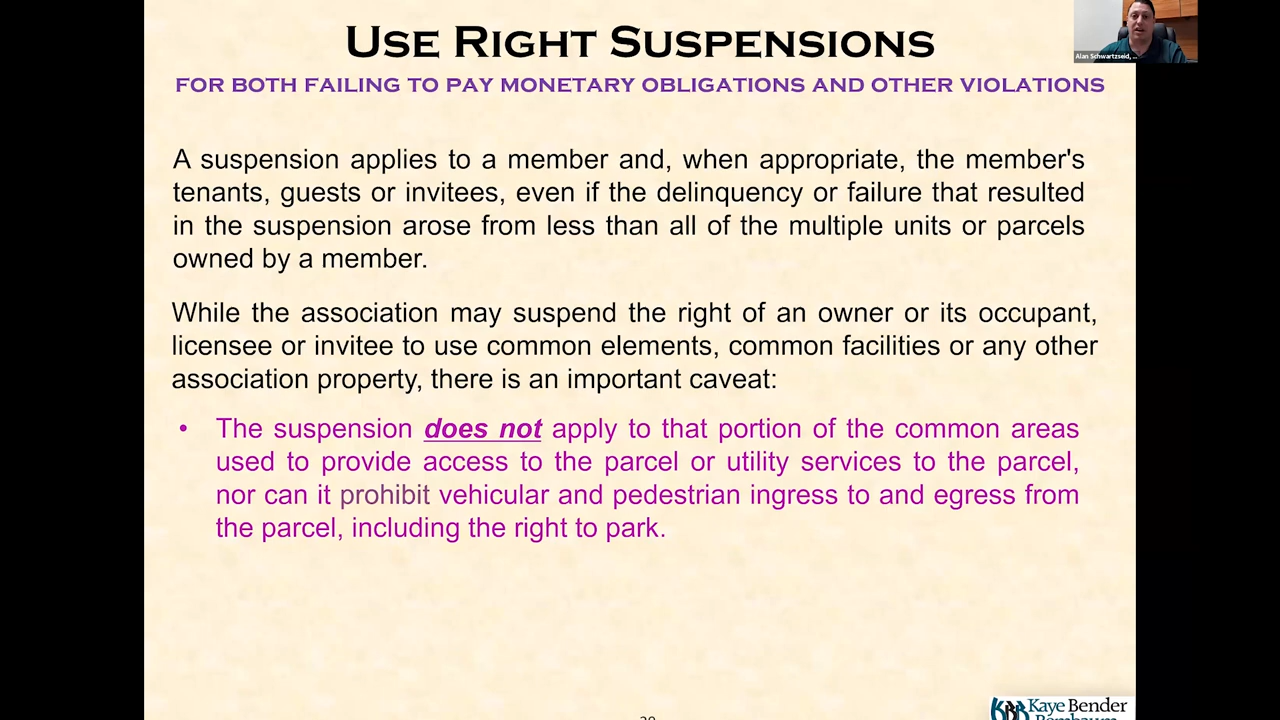 USE RIGHT SUSPENSIONS
Alan Schwartzseid, ...
FOR BOTH FAILING TO PAY MONETARY OBLIGATIONS AND OTHER VIOLATIONS
A suspension applies to a member and, when appropriate, the member's
tenants, guests or invitees, even if the delinquency or failure that resulted
in the suspension arose from less than all of the multiple units or parcels
owned by a member.
While the association may suspend the right of an owner or its occupant,
licensee or invitee to use common elements, common facilities or any other
association property, there is an important caveat:
• The suspension does not apply to that portion of the common areas
used to provide access to the parcel or utility services to the parcel,
nor can it prohibit vehicular and pedestrian ingress to and egress from
the parcel, including the right to park.
KBR Kaye Bender
Rembaum